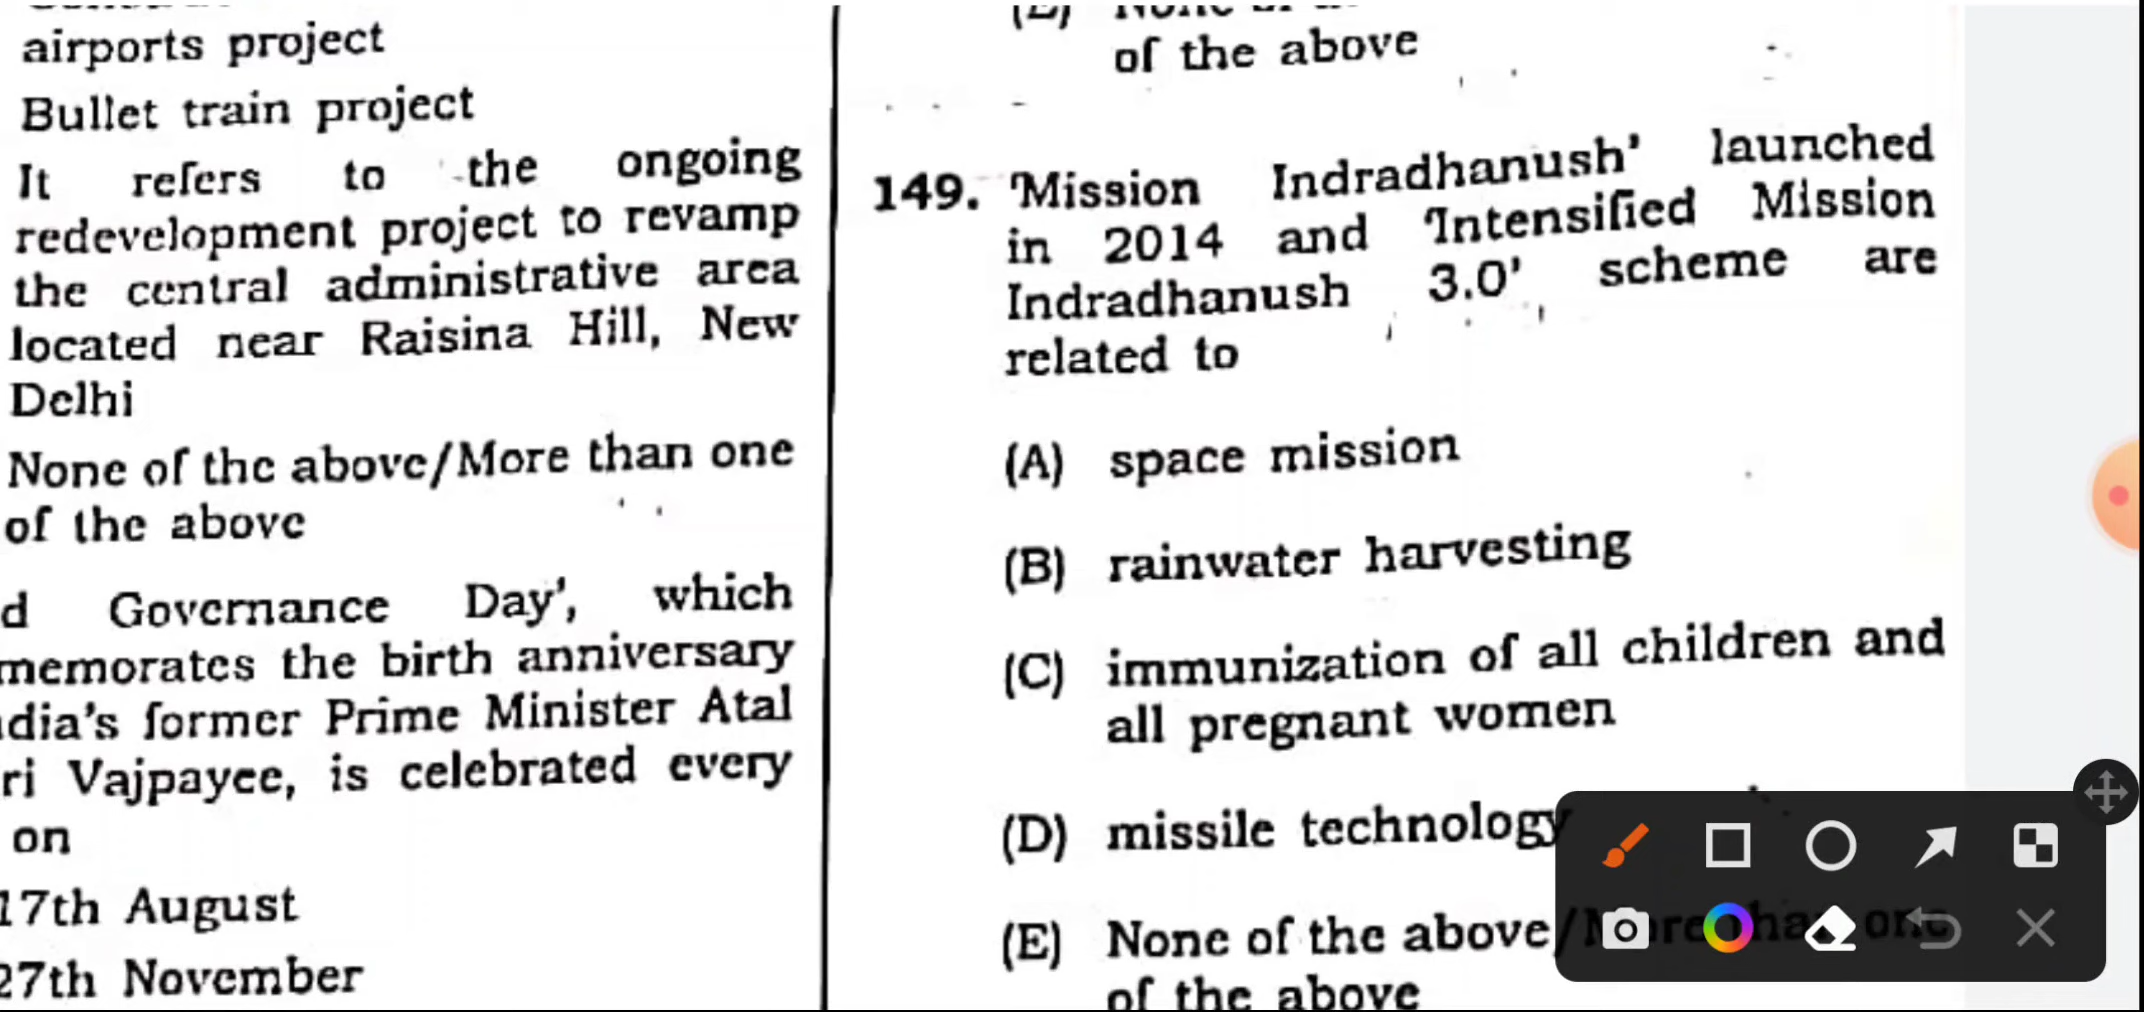 airports project
Bullet train project
It refers to the ongoing
redevelopment project to revamp
the central administrative area
located near Raisina Hill, New
Delhi
None of the above/More than one
of the above
d Governance Day', which
memorates the birth anniversary
dia's former Prime Minister Atal
ri Vajpayee, is celebrated every
on
17th August
27th November
of the above
149. 'Mission Indradhanush' launched
in 2014 and 'Intensified Mission
Indradhanush 3.0' scheme are
related to
(A) space mission
(B) rainwater harvesting
(C) immunization of all children and
all pregnant women
(D) missile technology
(E) None of the above/More than one
of the above